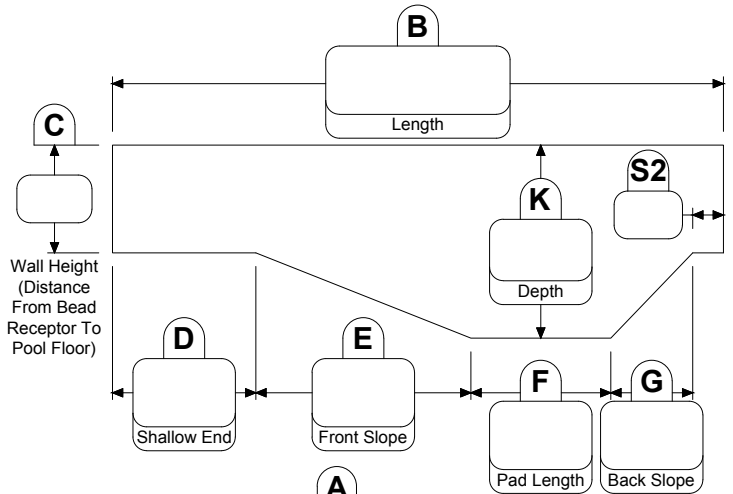 B
Length
C
S2
K
Depth
Wall Height
(Distance
From Bead
Receptor To
Pool Floor)
D
Shallow End
E
Front Slope
F
Pad Length
G
Back Slope
A